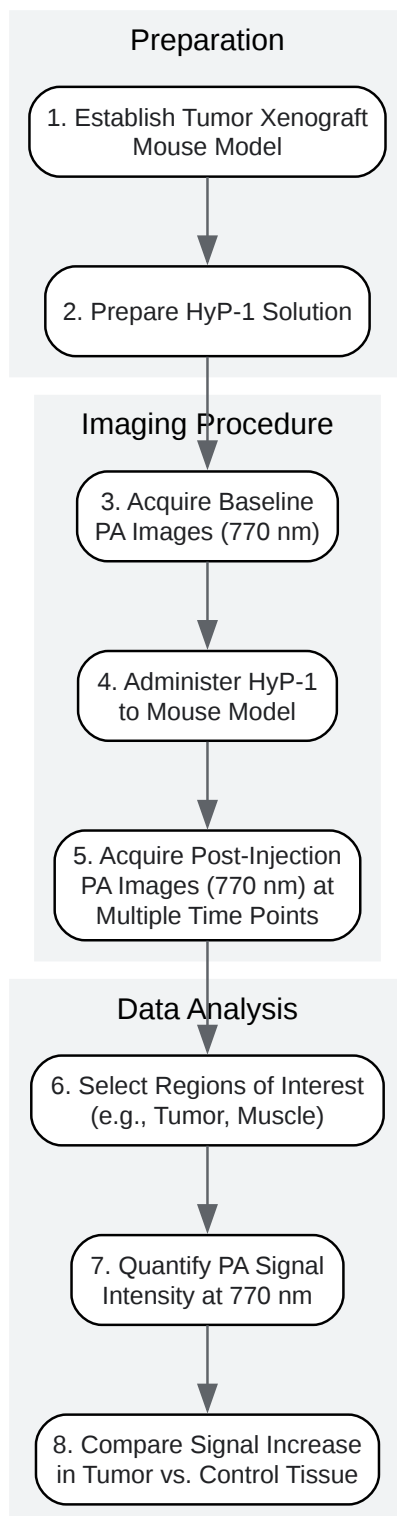 Preparation
1. Establish Tumor Xenograft
Mouse Model
2. Prepare HyP-1 Solution
Imaging Procedure
3. Acquire Baseline
PA Images (770 nm)
4. Administer HyP-1
to Mouse Model
5. Acquire Post-Injection
PA Images (770 nm) at
Multiple Time Points
Data Analysis
6. Select Regions of Interest
(e.g., Tumor, Muscle)
7. Quantify PA Signal
Intensity at 770 nm
8. Compare Signal Increase
in Tumor vs. Control Tissue